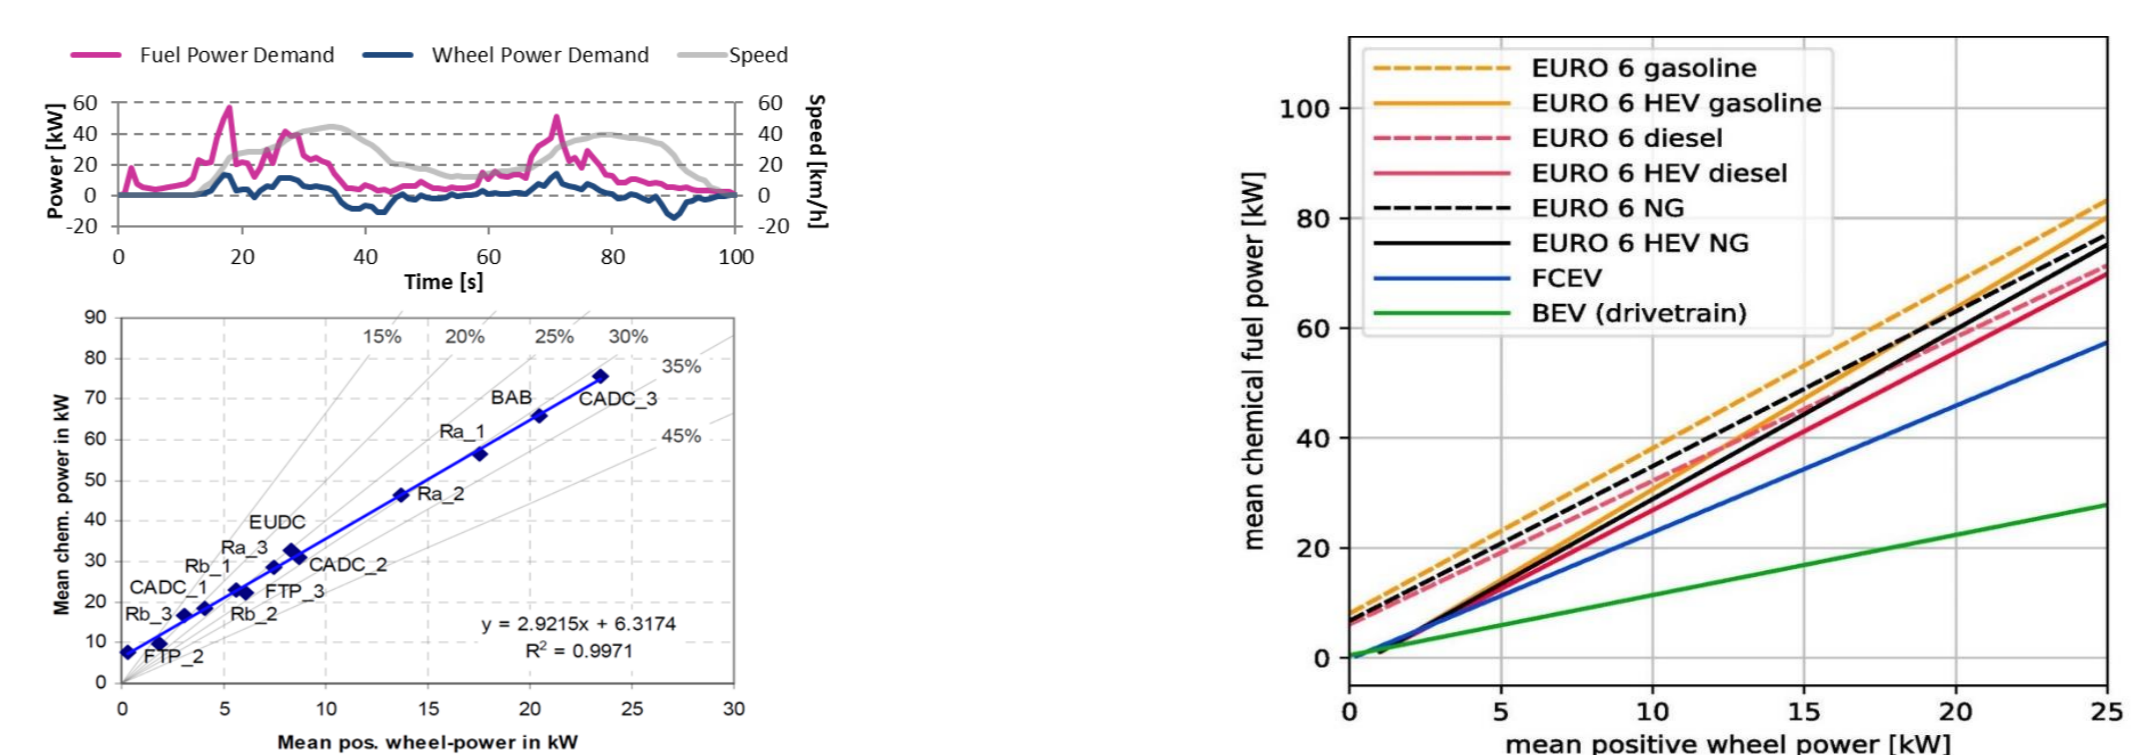 Fuel Power Demand Wheel Power Demand Speed
Power [kW]
60
40
20
0
-20
60
40
20
0
-20
Speed [km/h]
0 20 40 60 80 100
Time [s]
Mean chem. power in kW
90
80
70
60
50
40
30
20
10
0
15% 20% 25% 30%
35%
45%
BAB
CADC_3
Ra_1
Ra_2
EUDC
Ra_3
CADC_2
Rb_1
CADC_1
FTP_3
Rb_3
Rb_2
FTP_2
y = 2.9215x + 6.3174
R² = 0.9971
0 5 10 15 20 25 30
Mean pos. wheel-power in kW
mean chemical fuel power [kW]
100
80
60
40
20
0
EURO 6 gasoline
EURO 6 HEV gasoline
EURO 6 diesel
EURO 6 HEV diesel
EURO 6 NG
EURO 6 HEV NG
FCEV
BEV (drivetrain)
0 5 10 15 20 25
mean positive wheel power [kW]